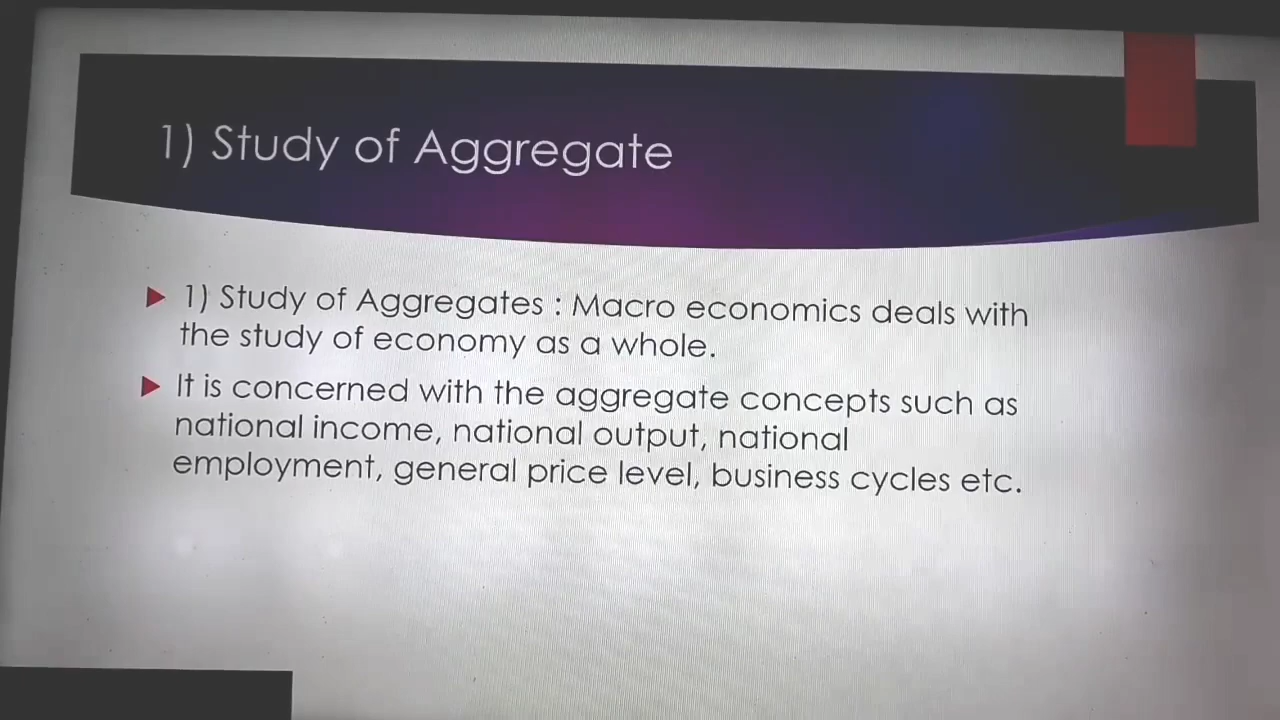 1) Study of Aggregate
1) Study of Aggregates : Macro economics deals with
the study of economy as a whole.
It is concerned with the aggregate concepts such as
national income, national output, national
employment, general price level, business cycles etc.